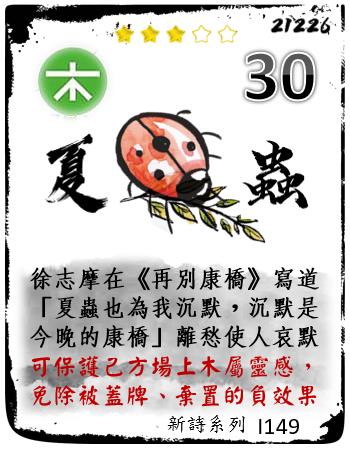 21226
木
30
夏蟲
徐志摩在《再別康橋》寫道
「夏蟲也為我沉默，沉默是
今晚的康橋」離愁使人哀默
可保護己方場上木屬靈感，
免除被蓋牌、棄置的負效果
新詩系列 I149